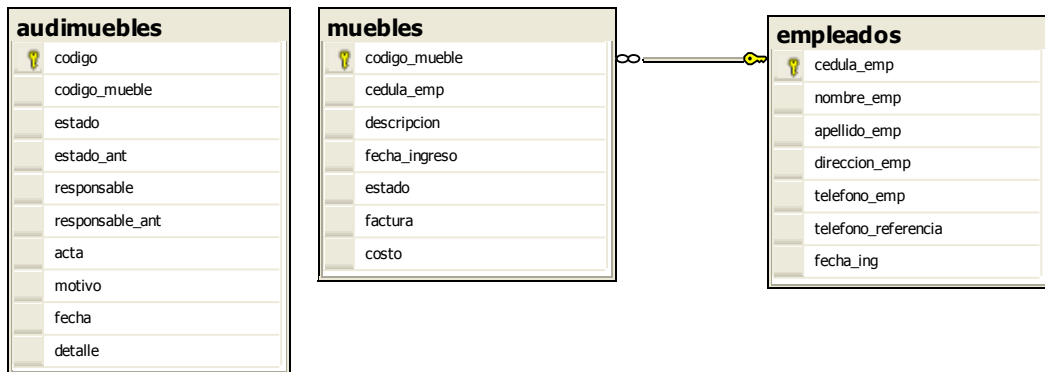 audimuebles
codigo
codigo_mueble
estado
estado_ant
responsable
responsable_ant
acta
motivo
fecha
detalle
muebles
codigo_mueble
cedula_emp
descripcion
fecha_ingreso
estado
factura
costo
empleados
cedula_emp
nombre_emp
apellido_emp
direccion_emp
telefono_emp
telefono_referencia
fecha_ing